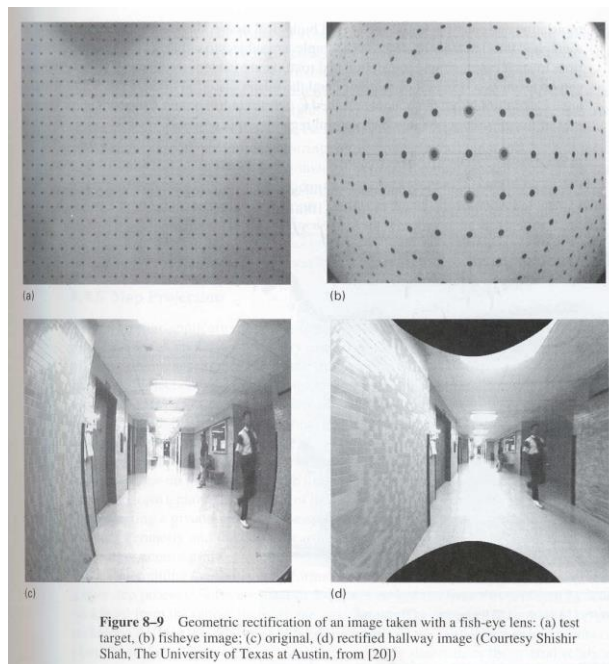 (a)
(b)
(c)
(d)
Figure 8–9 Geometric rectification of an image taken with a fish-eye lens: (a) test
target, (b) fisheye image; (c) original, (d) rectified hallway image (Courtesy Shishir
Shah, The University of Texas at Austin, from [20])